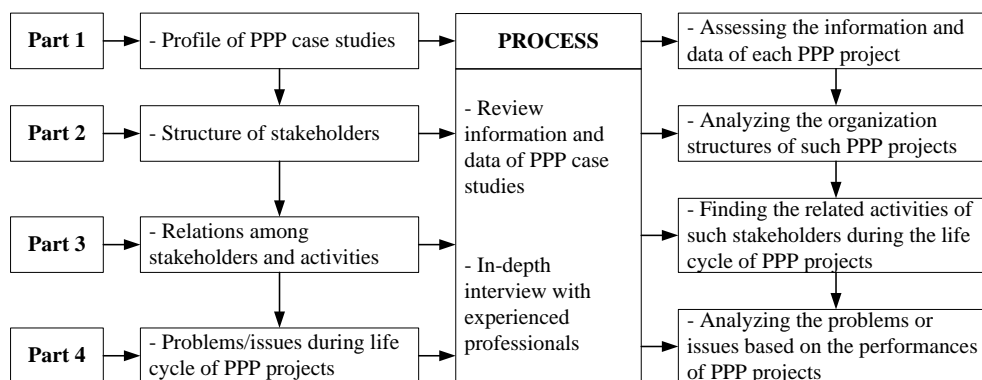 Part 1
- Profile of PPP case studies
PROCESS
- Assessing the information and
data of each PPP project
Part 2
- Structure of stakeholders
- Review
information and
data of PPP case
studies
- Analyzing the organization
structures of such PPP projects
Part 3
- Relations among
stakeholders and activities
- In-depth
interview with
experienced
professionals
- Finding the related activities of
such stakeholders during the life
cycle of PPP projects
Part 4
- Problems/issues during life
cycle of PPP projects
- Analyzing the problems or
issues based on the performances
of PPP projects